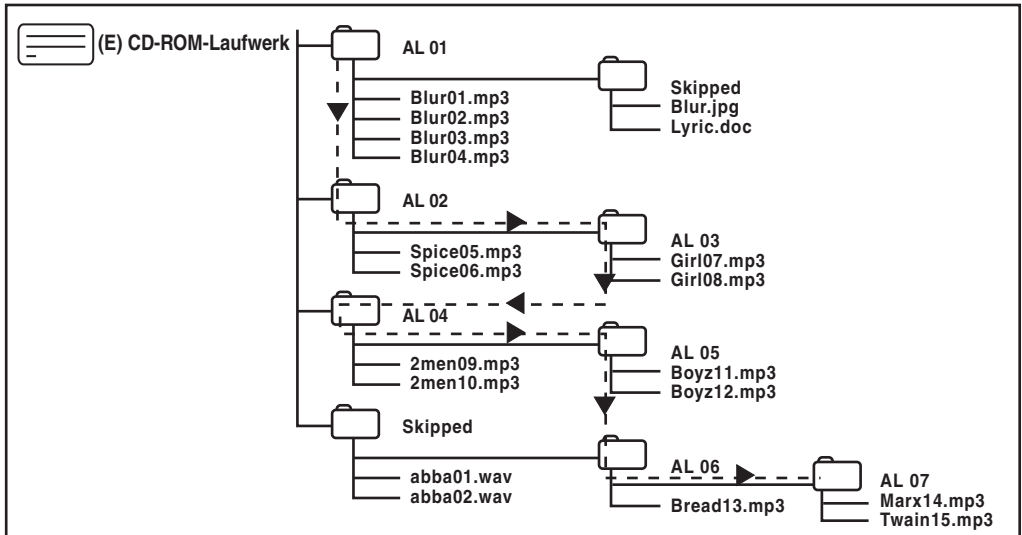 (E) CD-ROM-Laufwerk
AL 01
Blur01.mp3
Blur02.mp3
Blur03.mp3
Blur04.mp3
Skipped
Blur.jpg
Lyric.doc
AL 02
Spice05.mp3
Spice06.mp3
AL 03
Girl07.mp3
Girl08.mp3
AL 04
2men09.mp3
2men10.mp3
AL 05
Boyz11.mp3
Boyz12.mp3
Skipped
abba01.wav
abba02.wav
AL 06
Bread13.mp3
AL 07
Marx14.mp3
Twain15.mp3